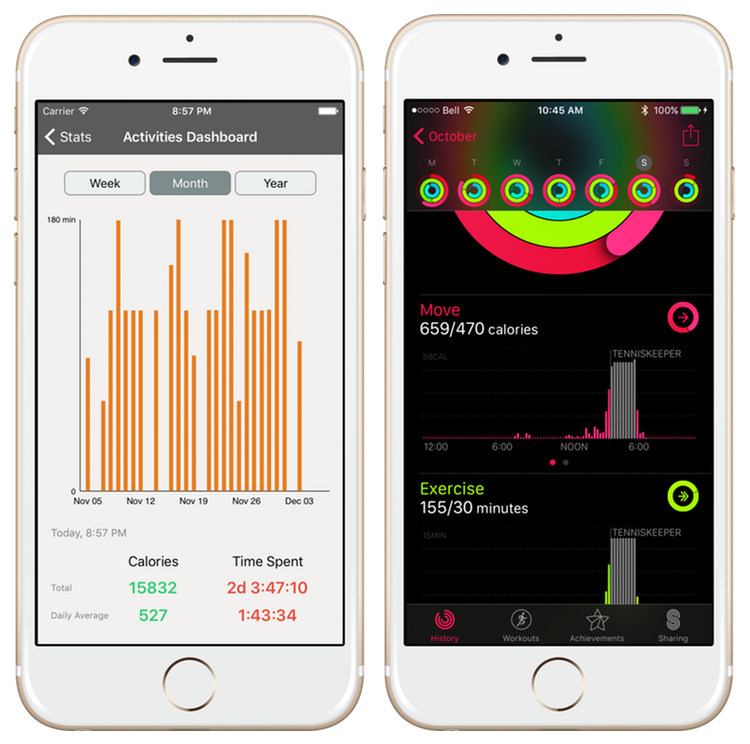 Carrier 8:57 PM
Stats Activities Dashboard
Week Month Year
180 min
0
Nov 05 Nov 12 Nov 19 Nov 26 Dec 03
Today, 8:57 PM
Calories Time Spent
Total 15832 2d 3:47:10
Daily Average 527 1:43:34
Bell 10:45 AM 100%
October
M T W T F S S
Move
659/470 calories
58CAL TENNISKEEPER
12:00 6:00 NOON 6:00
Exercise
155/30 minutes
15MIN TENNISKEEPER
History Workouts Achievements Sharing